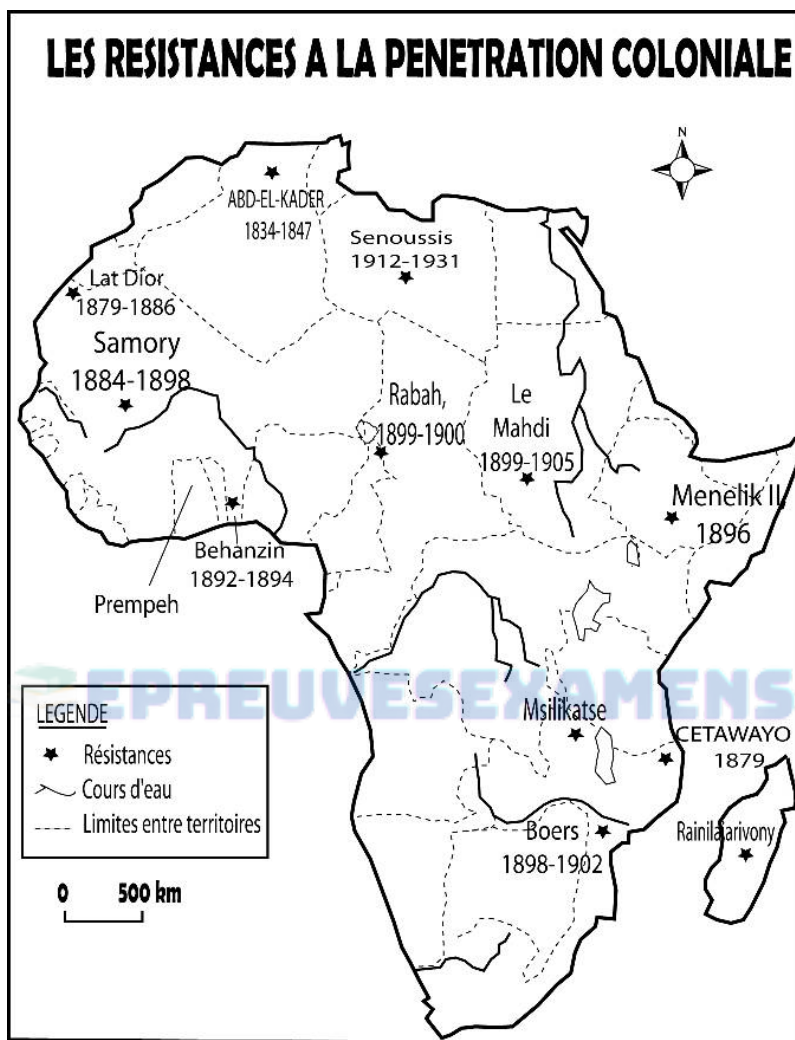 LES RESISTANCES A LA PENETRATION COLONIALE
N
ABD-EL-KADER
1834-1847
Senoussis
1912-1931
Lat Dior
1879-1886
Samory
1884-1898
Rabah,
1899-1900
Le
Mahdi
1899-1905
Menelik II,
1896
Behanzin
1892-1894
Prempeh
EPREUVESEXAMENS
Msilikatse
CETAWAYO
1879
Boers
1898-1902
Rainilaiarivony
LEGENDE
Résistances
Cours d'eau
Limites entre territoires
0 500 km